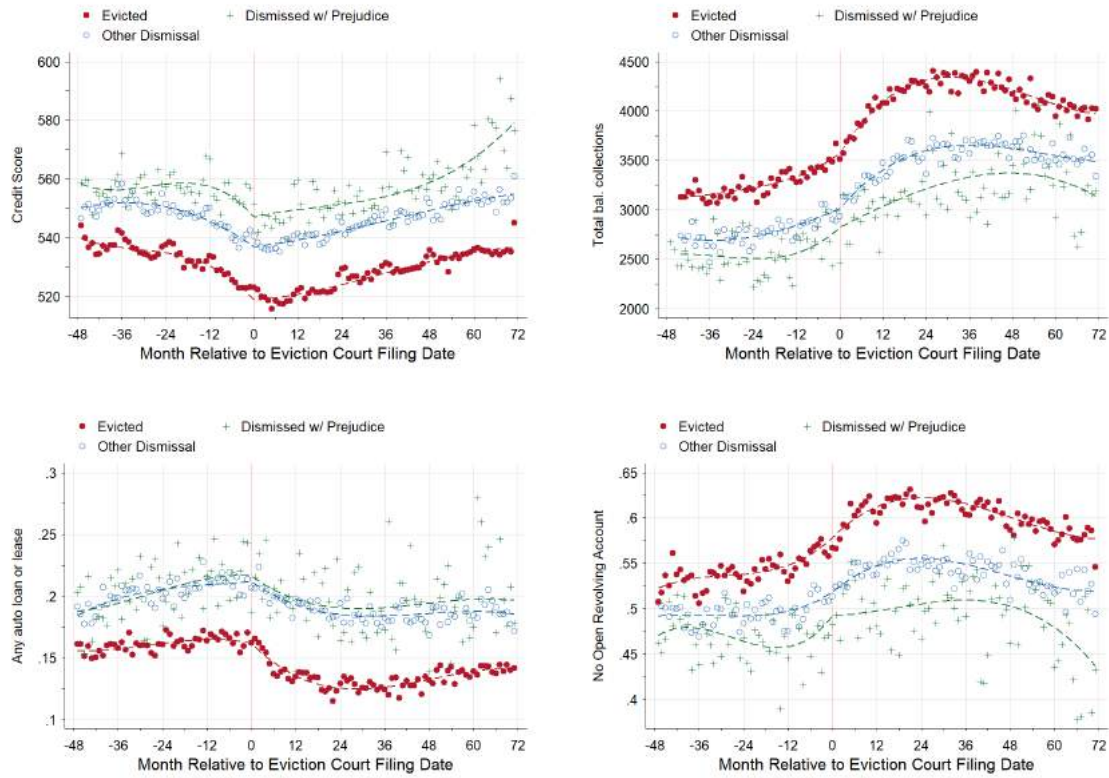 Evicted Dismissed w/ Prejudice
Other Dismissal
600
580
560
540
520
Credit Score
-48 -36 -24 -12 0 12 24 36 48 60 72
Month Relative to Eviction Court Filing Date
Evicted Dismissed w/ Prejudice
Other Dismissal
4500
4000
3500
3000
2500
2000
Total bal. collections
-48 -36 -24 -12 0 12 24 36 48 60 72
Month Relative to Eviction Court Filing Date
Evicted Dismissed w/ Prejudice
Other Dismissal
.3
.25
.2
.15
.1
Any auto loan or lease
-48 -36 -24 -12 0 12 24 36 48 60 72
Month Relative to Eviction Court Filing Date
Evicted Dismissed w/ Prejudice
Other Dismissal
.65
.6
.55
.5
.45
.4
No Open Revolving Account
-48 -36 -24 -12 0 12 24 36 48 60 72
Month Relative to Eviction Court Filing Date